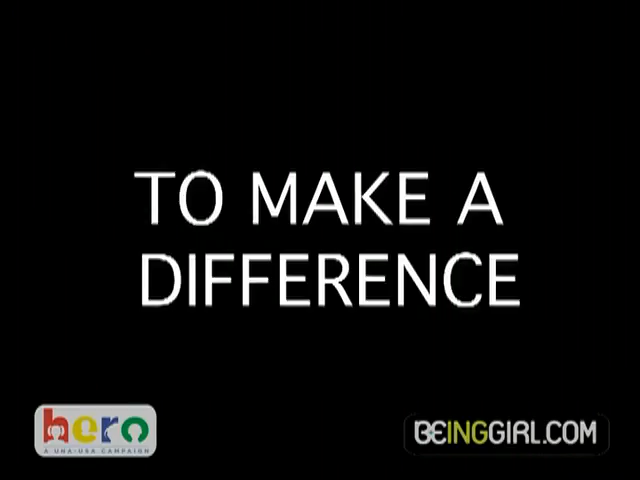 TO MAKE A
DIFFERENCE
hero
A UNA-USA CAMPAIGN
BEINGGIRL.COM